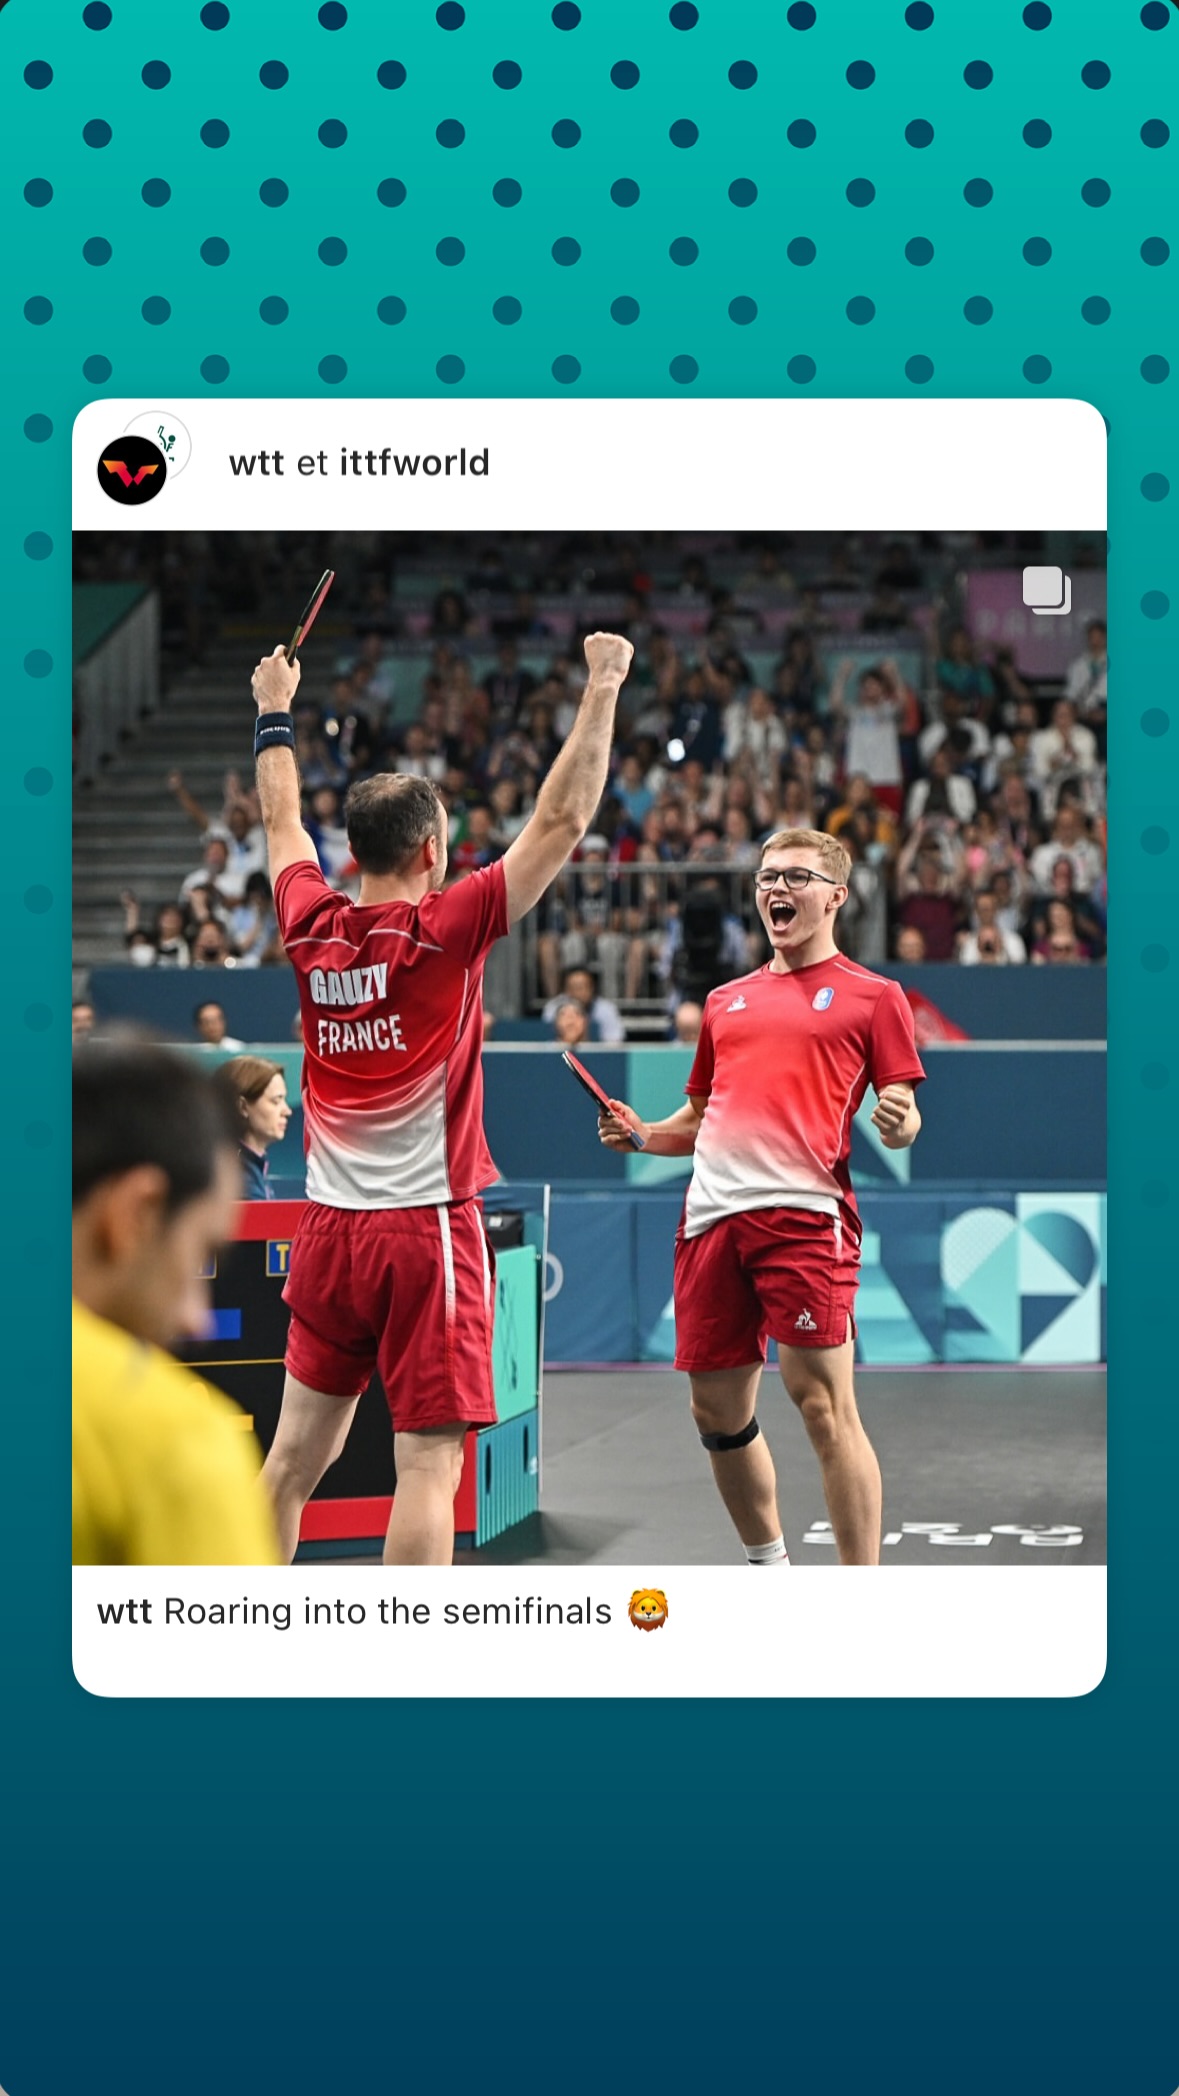 wtt et ittfworld
GAUZY
FRANCE
T
wtt Roaring into the semifinals 🦁